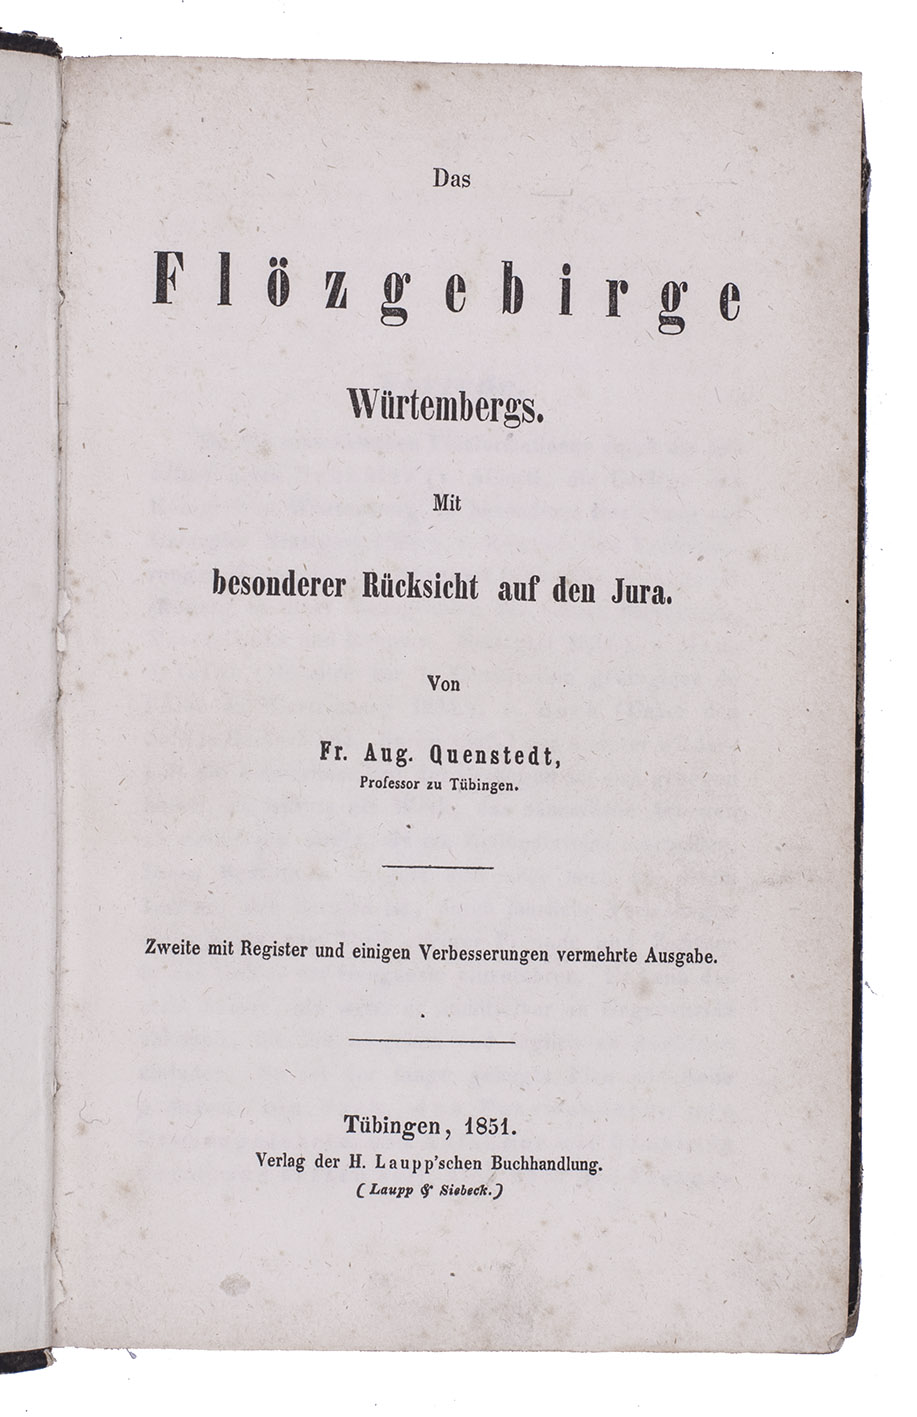 Das
Flözgebirge
Würtembergs.
Mit
besonderer Rücksicht auf den Jura.
Von
Fr. Aug. Quenstedt,
Professor zu Tübingen.
Zweite mit Register und einigen Verbesserungen vermehrte Ausgabe.
Tübingen, 1851.
Verlag der H. Laupp'schen Buchhandlung.
(Laupp & Siebeck.)